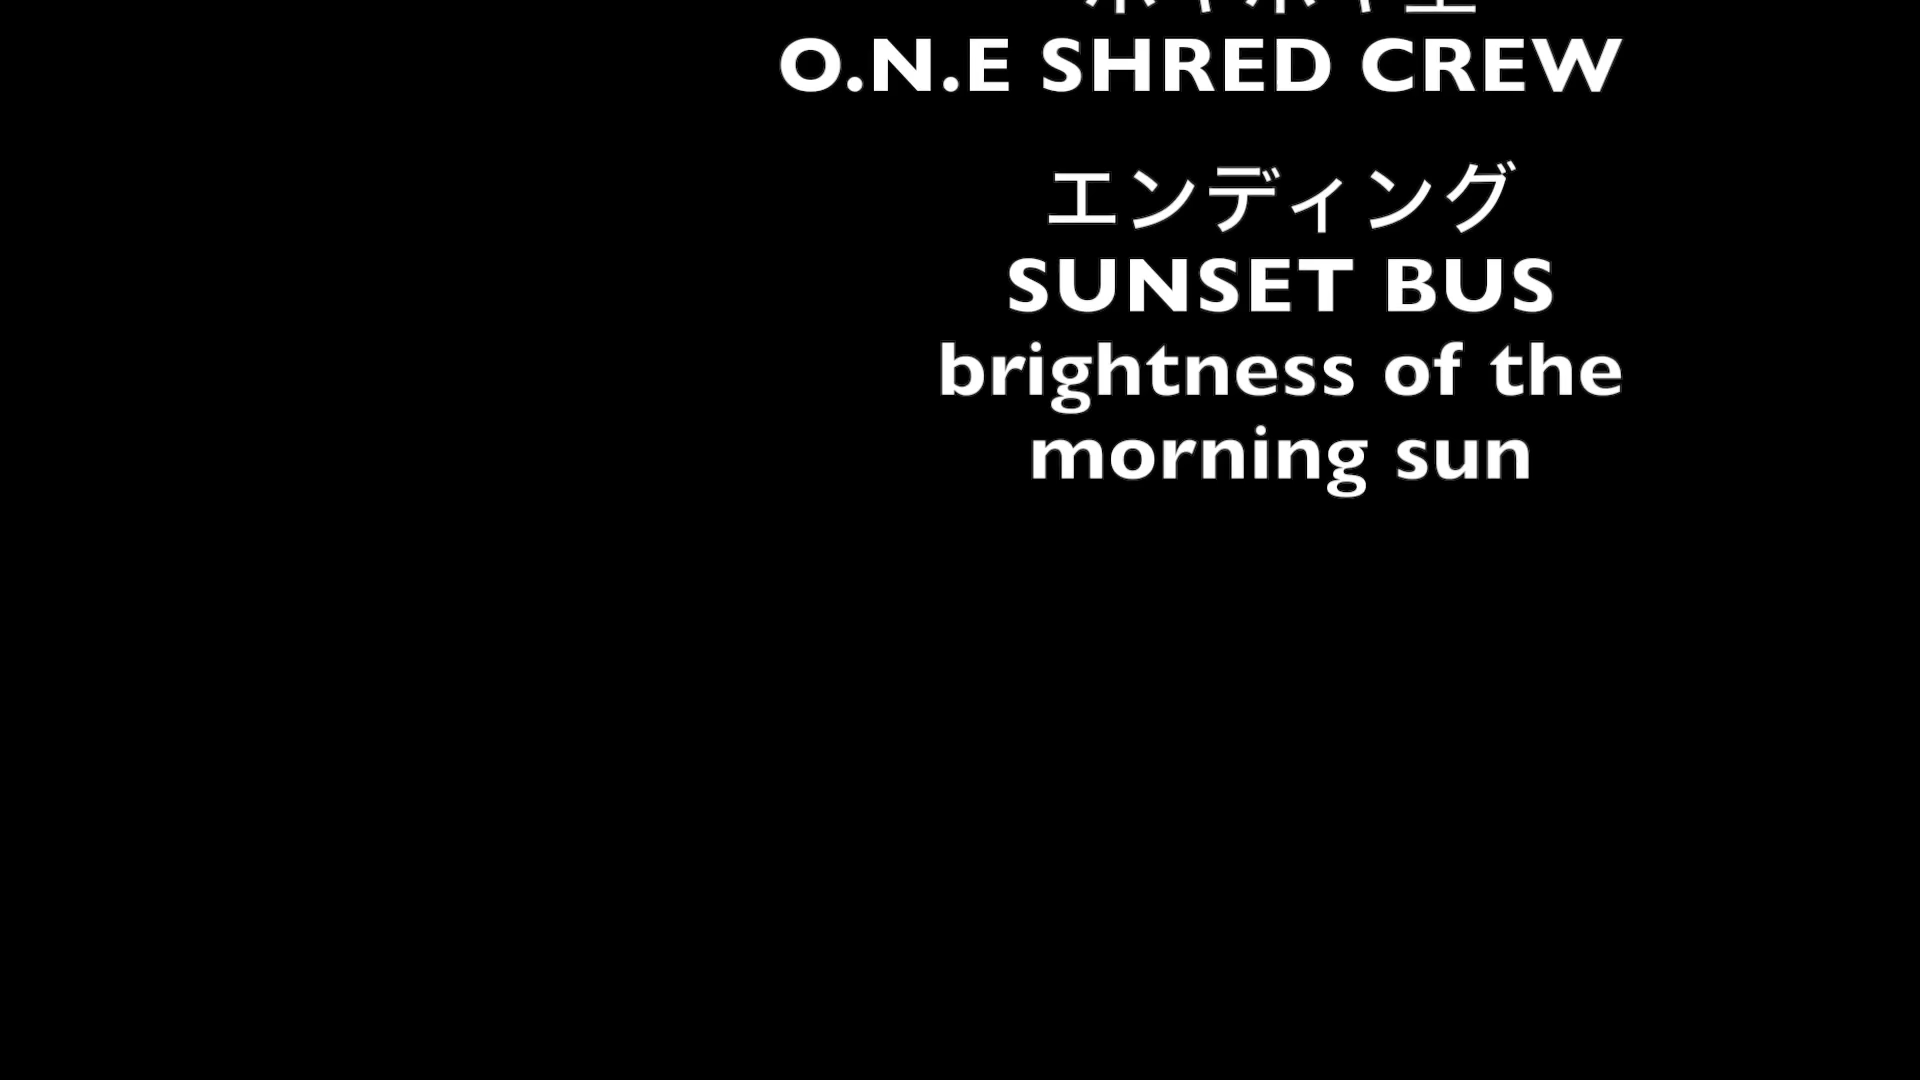 O.N.E SHRED CREW
エンディング
SUNSET BUS
brightness of the
morning sun